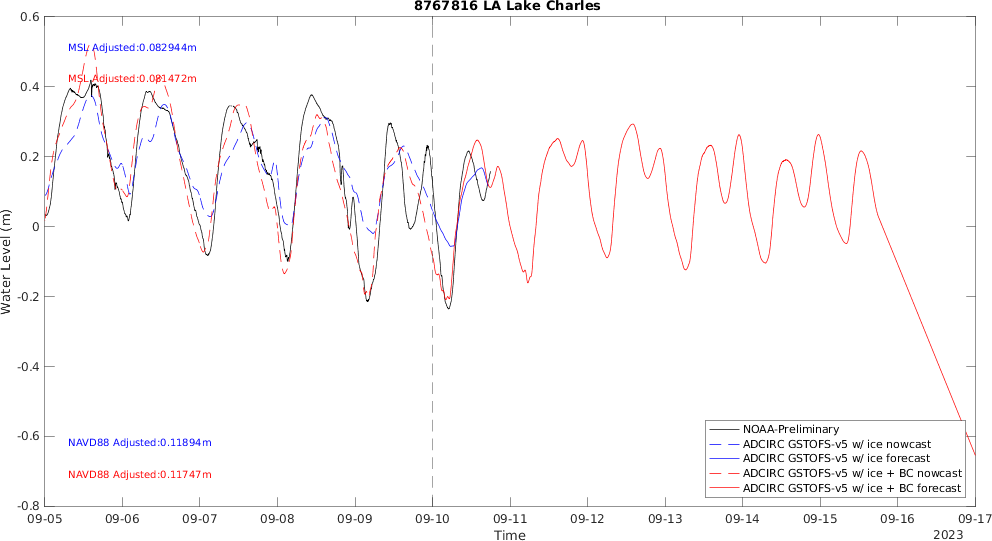 8767816 LA Lake Charles
0.6
0.4
0.2
0
-0.2
-0.4
-0.6
-0.8
Water Level (m)
MSL Adjusted:0.082944m
MSL Adjusted:0.081472m
NAVD88 Adjusted:0.11894m
NAVD88 Adjusted:0.11747m
NOAA-Preliminary
ADCIRC GSTOFS-v5 w/ ice nowcast
ADCIRC GSTOFS-v5 w/ ice forecast
ADCIRC GSTOFS-v5 w/ ice + BC nowcast
ADCIRC GSTOFS-v5 w/ ice + BC forecast
09-05 09-06 09-07 09-08 09-09 09-10 09-11 09-12 09-13 09-14 09-15 09-16 09-17
Time
2023